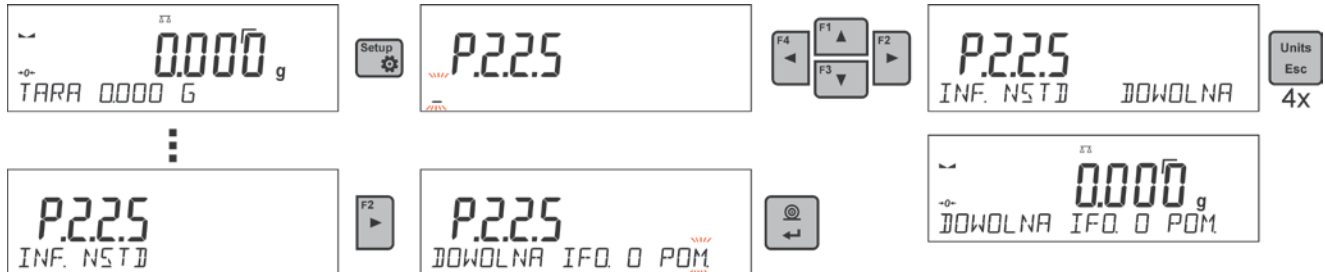 →0←
0.000 g
TARA 0.000 G
Setup
P.2.2.5
_
F1
F4
F2
F3
P.2.2.5
INF. NSTD DOWOLNA
Units
Esc
4x
P.2.2.5
INF. NSTD
F2
P.2.2.5
DOWOLNA IFO. O POM.
→0←
0.000 g
DOWOLNA IFO. O POM.